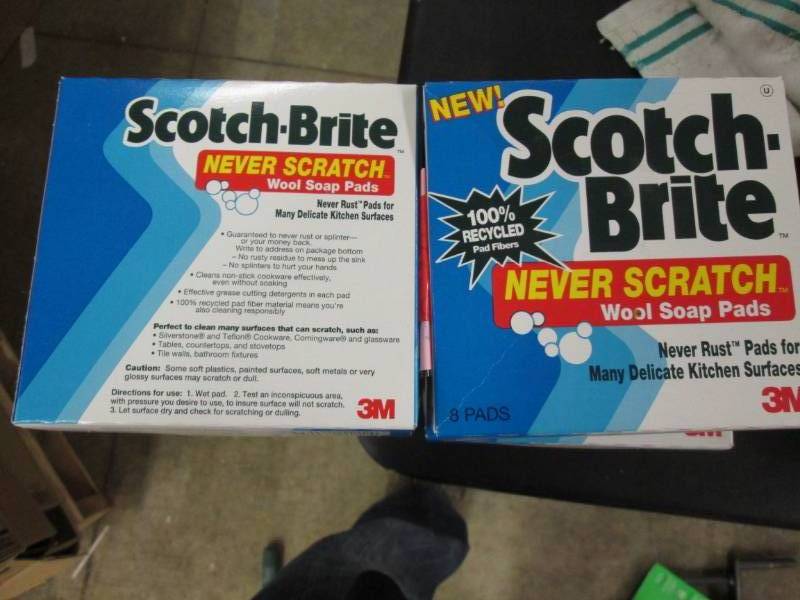 Scotch-Brite™
NEVER SCRATCH™
Wool Soap Pads
Never Rust™ Pads for
Many Delicate Kitchen Surfaces
• Guaranteed to never rust or splinter—
or your money back.
Write to address on package bottom
– No rusty residue to mess up the sink
– No splinters to hurt your hands
• Cleans non-stick cookware effectively,
even without soaking
• Effective grease cutting detergents in each pad
• 100% recycled pad fiber material means you're
also cleaning responsibly
Perfect to clean many surfaces that can scratch, such as:
• Silverstone® and Teflon® Cookware, Corningware® and glassware
• Tables, countertops, and stovetops
• Tile walls, bathroom fixtures
Caution: Some soft plastics, painted surfaces, soft metals or very
glossy surfaces may scratch or dull.
Directions for use: 1. Wet pad. 2. Test an inconspicuous area,
with pressure you desire to use, to insure surface will not scratch.
3. Let surface dry and check for scratching or dulling.
3M
NEW!
U
Scotch-
Brite™
100%
RECYCLED
Pad Fibers
NEVER SCRATCH™
Wool Soap Pads
Never Rust™ Pads for
Many Delicate Kitchen Surfaces
8 PADS
3M
3M